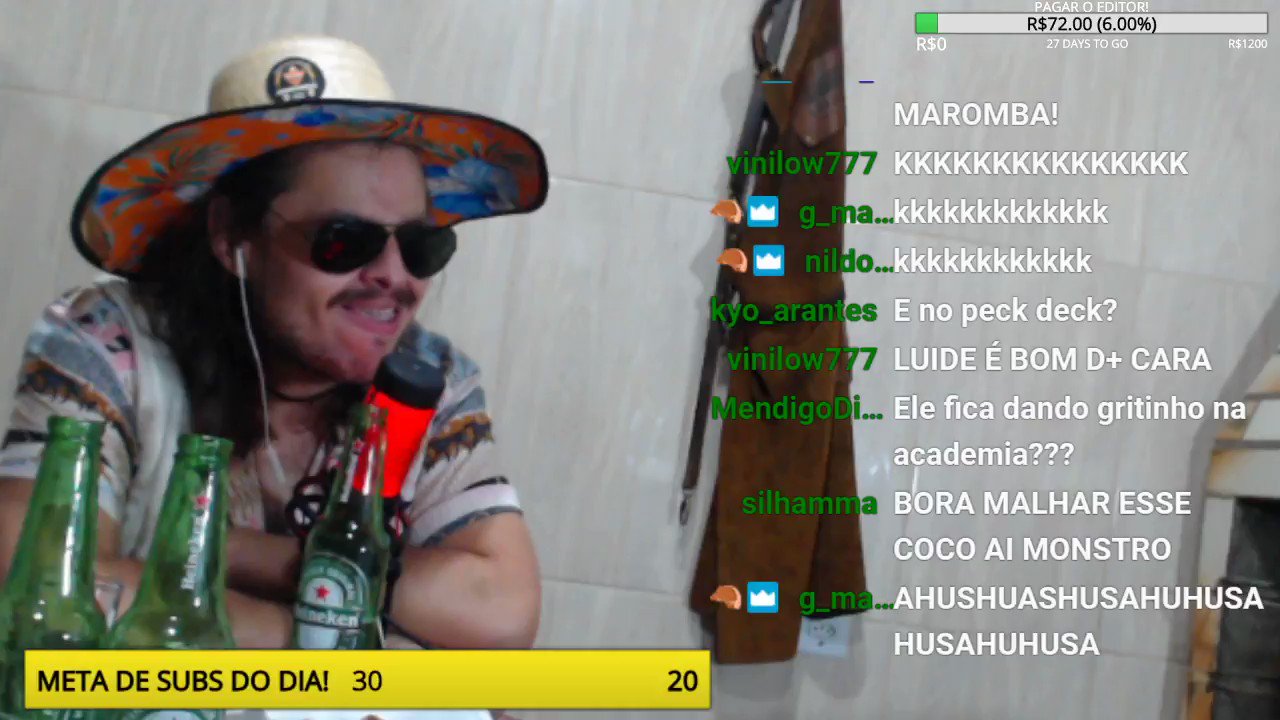 PAGAR O EDITOR!
R$72.00 (6.00%)
R$0 27 DAYS TO GO R$1200
MAROMBA!
vinilow777 KKKKKKKKKKKKKKK
g_ma... kkkkkkkkkkkkk
nildo... kkkkkkkkkkkk
kyo_arantes E no peck deck?
vinilow777 LUIDE É BOM D+ CARA
MendigoDi... Ele fica dando gritinho na
academia???
silhamma BORA MALHAR ESSE
COCO AI MONSTRO
g_ma... AHUSHUASHUSAHUHUSA
HUSAHUHUSA
Heineken
Heineken
META DE SUBS DO DIA! 30 20